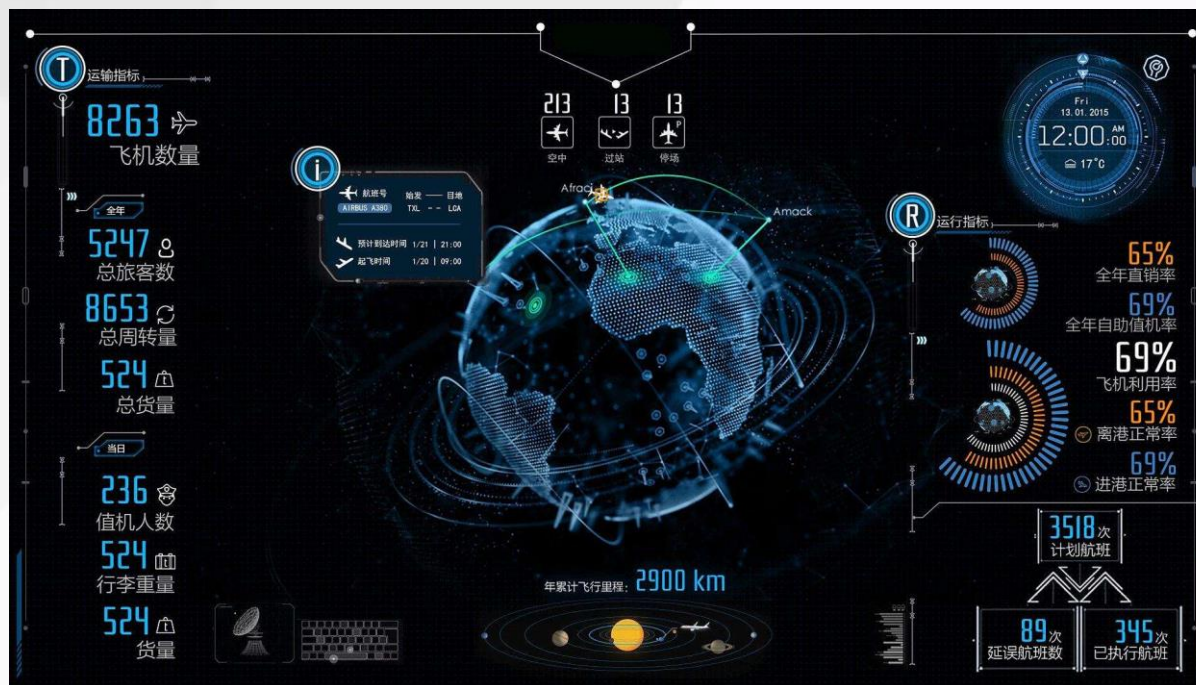 T
运输指标
8263
飞机数量
全年
5247
总旅客数
8653
总周转量
524
总货量
当日
236
值机人数
524
行李重量
524
货量
213 13 13
P
空中 过站 停场
i
航班号 始发 —— 目地
AIRBUS A380 TXL -- LCA
预计到达时间 1/21 | 21:00
起飞时间 1/20 | 09:00
Afraci
Amack
年累计飞行里程: 2900 km
Fri
13. 01. 2015
12:00:00 AM
17°C
R
运行指标
65%
全年直销率
69%
全年自助值机率
69%
飞机利用率
65%
离港正常率
69%
进港正常率
3518次
计划航班
89次
延误航班数
345次
已执行航班